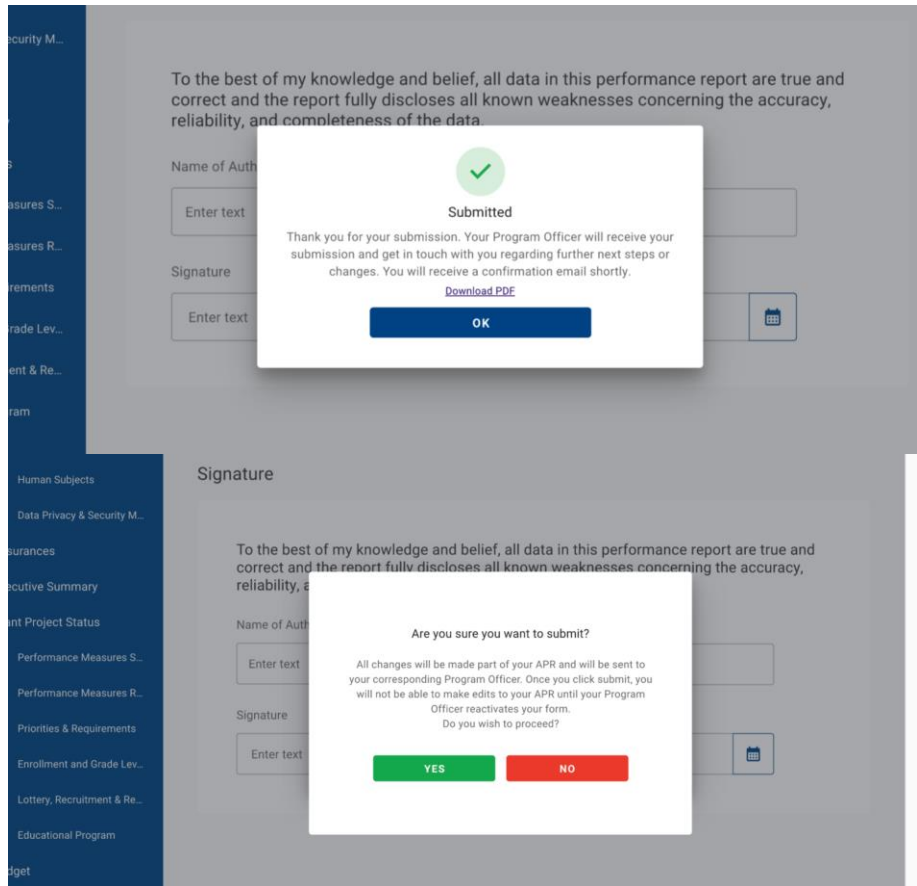 ecurity M...
To the best of my knowledge and belief, all data in this performance report are true and
correct and the report fully discloses all known weaknesses concerning the accuracy,
reliability, and completeness of the data.
Name of Auth
asures S...
Enter text
Submitted
Thank you for your submission. Your Program Officer will receive your
submission and get in touch with you regarding further next steps or
changes. You will receive a confirmation email shortly.
asures R...
Signature
irements
Download PDF
Enter text
OK
Grade Lev...
ent & Re...
ram
Signature
Human Subjects
Data Privacy & Security M...
surances
ecutive Summary
ant Project Status
Performance Measures S...
Performance Measures R...
Priorities & Requirements
Enrollment and Grade Lev...
Lottery, Recruitment & Re...
Educational Program
dget
To the best of my knowledge and belief, all data in this performance report are true and
correct and the report fully discloses all known weaknesses concerning the accuracy,
reliability, a
Name of Auth
Enter text
Signature
Enter text
Are you sure you want to submit?
All changes will be made part of your APR and will be sent to
your corresponding Program Officer. Once you click submit, you
will not be able to make edits to your APR until your Program
Officer reactivates your form.
Do you wish to proceed?
YES
NO